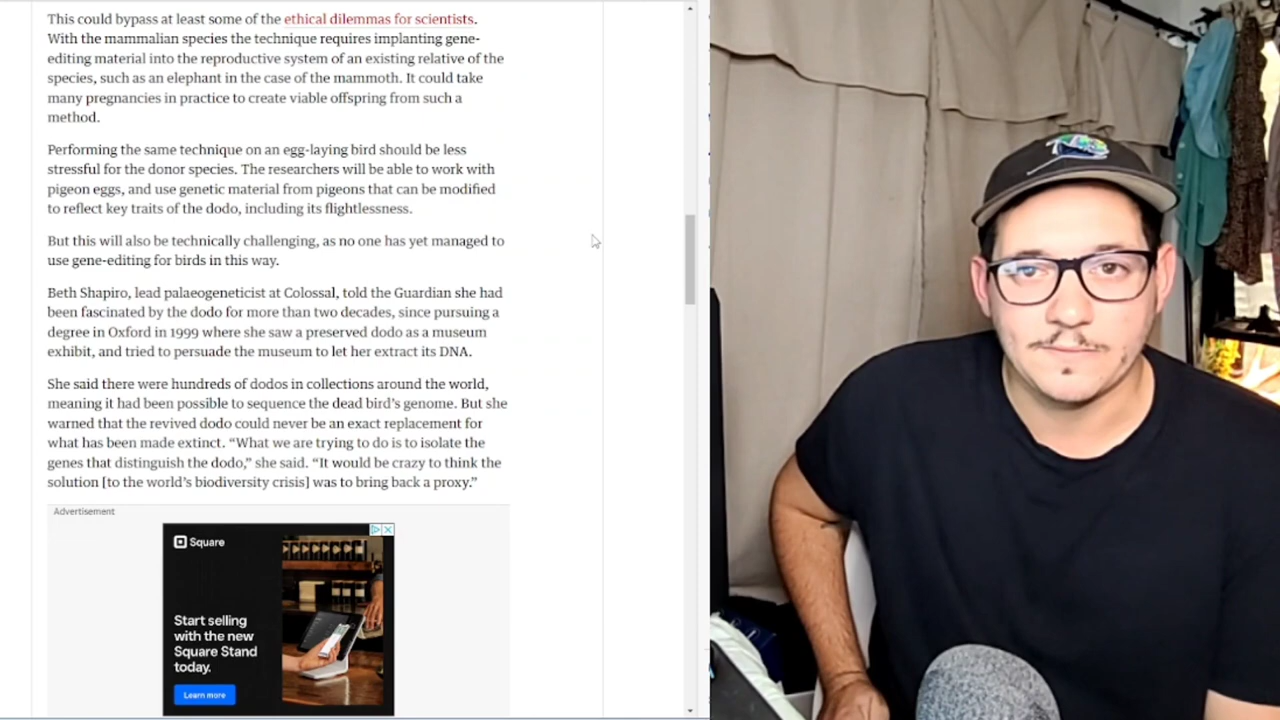 This could bypass at least some of the ethical dilemmas for scientists.
With the mammalian species the technique requires implanting gene-
editing material into the reproductive system of an existing relative of the
species, such as an elephant in the case of the mammoth. It could take
many pregnancies in practice to create viable offspring from such a
method.
Performing the same technique on an egg-laying bird should be less
stressful for the donor species. The researchers will be able to work with
pigeon eggs, and use genetic material from pigeons that can be modified
to reflect key traits of the dodo, including its flightlessness.
But this will also be technically challenging, as no one has yet managed to
use gene-editing for birds in this way.
Beth Shapiro, lead palaeogeneticist at Colossal, told the Guardian she had
been fascinated by the dodo for more than two decades, since pursuing a
degree in Oxford in 1999 where she saw a preserved dodo as a museum
exhibit, and tried to persuade the museum to let her extract its DNA.
She said there were hundreds of dodos in collections around the world,
meaning it had been possible to sequence the dead bird’s genome. But she
warned that the revived dodo could never be an exact replacement for
what has been made extinct. “What we are trying to do is to isolate the
genes that distinguish the dodo,” she said. “It would be crazy to think the
solution [to the world’s biodiversity crisis] was to bring back a proxy.”
Advertisement
Square
Start selling
with the new
Square Stand
today.
Learn more